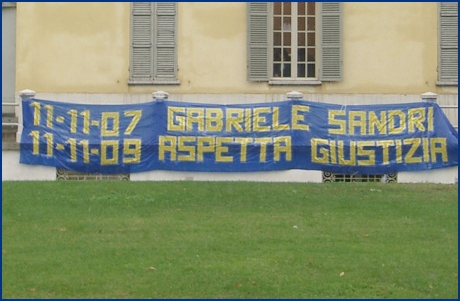 11-11-07 GABRIELE SANDRI
11-11-09 ASPETTA GIUSTIZIA